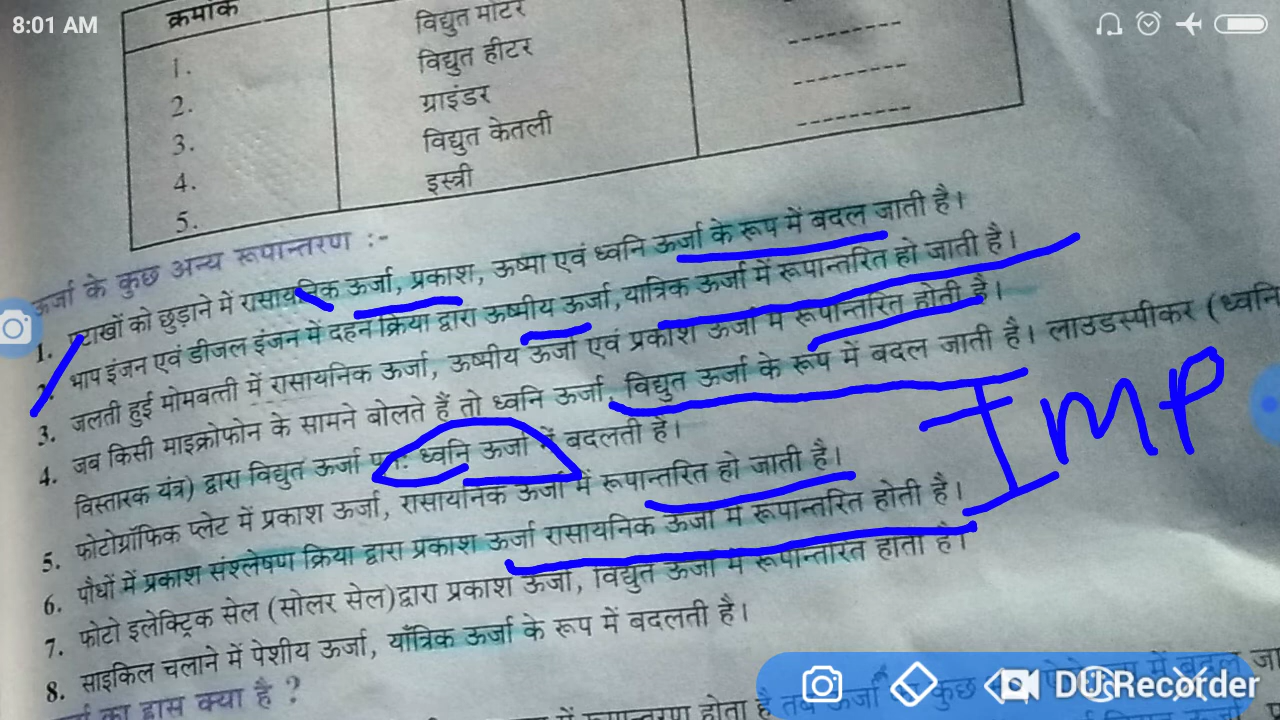 8:01 AM
क्रमांक
विद्युत मोटर
1.
विद्युत हीटर
2.
ग्राइंडर
3.
विद्युत केतली
4.
इस्त्री
5.
ऊर्जा के कुछ अन्य रूपान्तरण :-
1. पटाखों को छुड़ाने में रासायनिक ऊर्जा, प्रकाश, ऊष्मा एवं ध्वनि ऊर्जा के रूप में बदल जाती है।
2. भाप इंजन एवं डीजल इंजन में दहन क्रिया द्वारा ऊष्मीय ऊर्जा, यांत्रिक ऊर्जा में रूपान्तरित हो जाती है।
3. जलती हुई मोमबत्ती में रासायनिक ऊर्जा, ऊष्मीय ऊर्जा एवं प्रकाश ऊर्जा में रूपान्तरित होती है।
4. जब किसी माइक्रोफोन के सामने बोलते हैं तो ध्वनि ऊर्जा, विद्युत ऊर्जा के रूप में बदल जाती है। लाउडस्पीकर (ध्वनि
विस्तारक यंत्र) द्वारा विद्युत ऊर्जा पुनः ध्वनि ऊर्जा में बदलती है।
5. फोटोग्रॉफिक प्लेट में प्रकाश ऊर्जा, रासायनिक ऊर्जा में रूपान्तरित हो जाती है।
6. पौधों में प्रकाश संश्लेषण क्रिया द्वारा प्रकाश ऊर्जा रासायनिक ऊर्जा में रूपान्तरित होती है।
7. फोटो इलेक्ट्रिक सेल (सोलर सेल)द्वारा प्रकाश ऊर्जा, विद्युत ऊर्जा में रूपान्तरित होती है।
8. साइकिल चलाने में पेशीय ऊर्जा, याँत्रिक ऊर्जा के रूप में बदलती है।
Imp
का ह्रास क्या है ?
में रूपान्तरण होता है तब ऊर्जा कुछ में बदल जा
DU Recorder